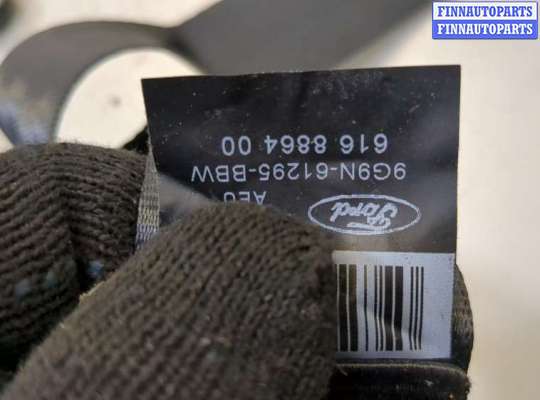 FINNAUTOPARTS
FINNAUTOPARTS
Ford
9G9N-61295-BBW
616 8864 00